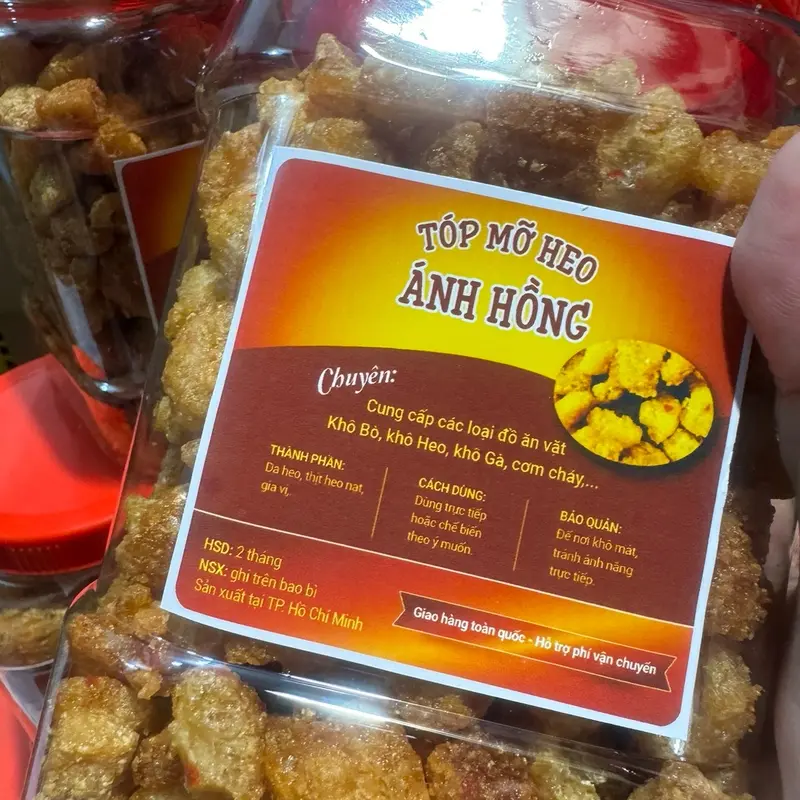 TÓP MỠ HEO
ÁNH HỒNG
Chuyên:
Cung cấp các loại đồ ăn vặt
Khô Bò, khô Heo, khô Gà, cơm cháy,...
THÀNH PHẦN:
Da heo, thịt heo nạt,
gia vị.
CÁCH DÙNG:
Dùng trực tiếp
hoặc chế biến
theo ý muốn.
BẢO QUẢN:
Để nơi khô mát,
tránh ánh nắng
trực tiếp.
HSD: 2 tháng
NSX: ghi trên bao bì
Sản xuất tại TP. Hồ Chí Minh
Giao hàng toàn quốc - Hỗ trợ phí vận chuyển